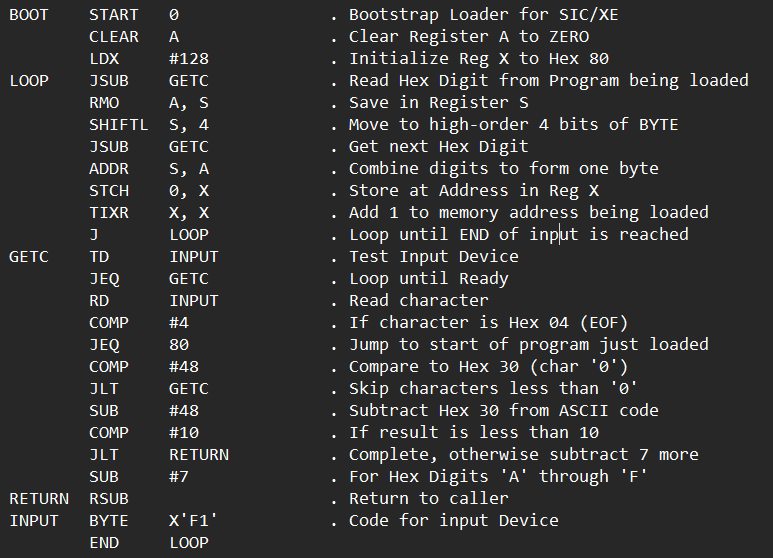 BOOT    START   0               . Bootstrap Loader for SIC/XE
        CLEAR   A               . Clear Register A to ZERO
        LDX     #128            . Initialize Reg X to Hex 80
LOOP    JSUB    GETC            . Read Hex Digit from Program being loaded
        RMO     A, S            . Save in Register S
        SHIFTL  S, 4            . Move to high-order 4 bits of BYTE
        JSUB    GETC            . Get next Hex Digit
        ADDR    S, A            . Combine digits to form one byte
        STCH    0, X            . Store at Address in Reg X
        TIXR    X, X            . Add 1 to memory address being loaded
        J       LOOP            . Loop until END of input is reached
GETC    TD      INPUT           . Test Input Device
        JEQ     GETC            . Loop until Ready
        RD      INPUT           . Read character
        COMP    #4              . If character is Hex 04 (EOF)
        JEQ     80              . Jump to start of program just loaded
        COMP    #48             . Compare to Hex 30 (char '0')
        JLT     GETC            . Skip characters less than '0'
        SUB     #48             . Subtract Hex 30 from ASCII code
        COMP    #10             . If result is less than 10
        JLT     RETURN          . Complete, otherwise subtract 7 more
        SUB     #7              . For Hex Digits 'A' through 'F'
RETURN  RSUB                    . Return to caller
INPUT   BYTE    X'F1'           . Code for input Device
        END     LOOP